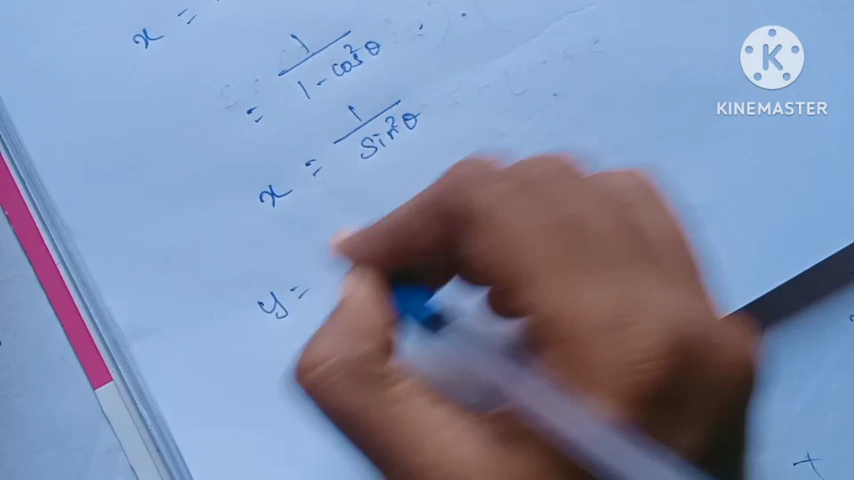 x =
= 1 / 1 - cos²θ
x = 1 / sin²θ
y =
K
KINEMASTER
+